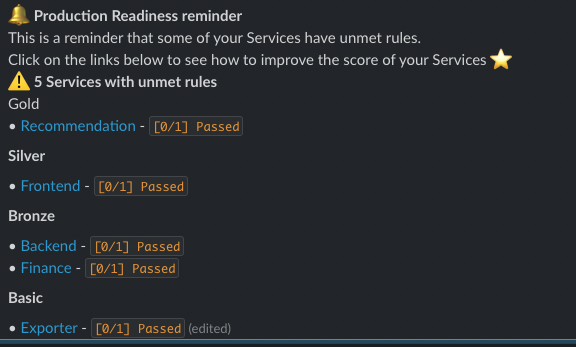 🔔 Production Readiness reminder
This is a reminder that some of your Services have unmet rules.
Click on the links below to see how to improve the score of your Services ⭐
⚠️ 5 Services with unmet rules
Gold
• Recommendation - [0/1] Passed
Silver
• Frontend - [0/1] Passed
Bronze
• Backend - [0/1] Passed
• Finance - [0/1] Passed
Basic
• Exporter - [0/1] Passed (edited)